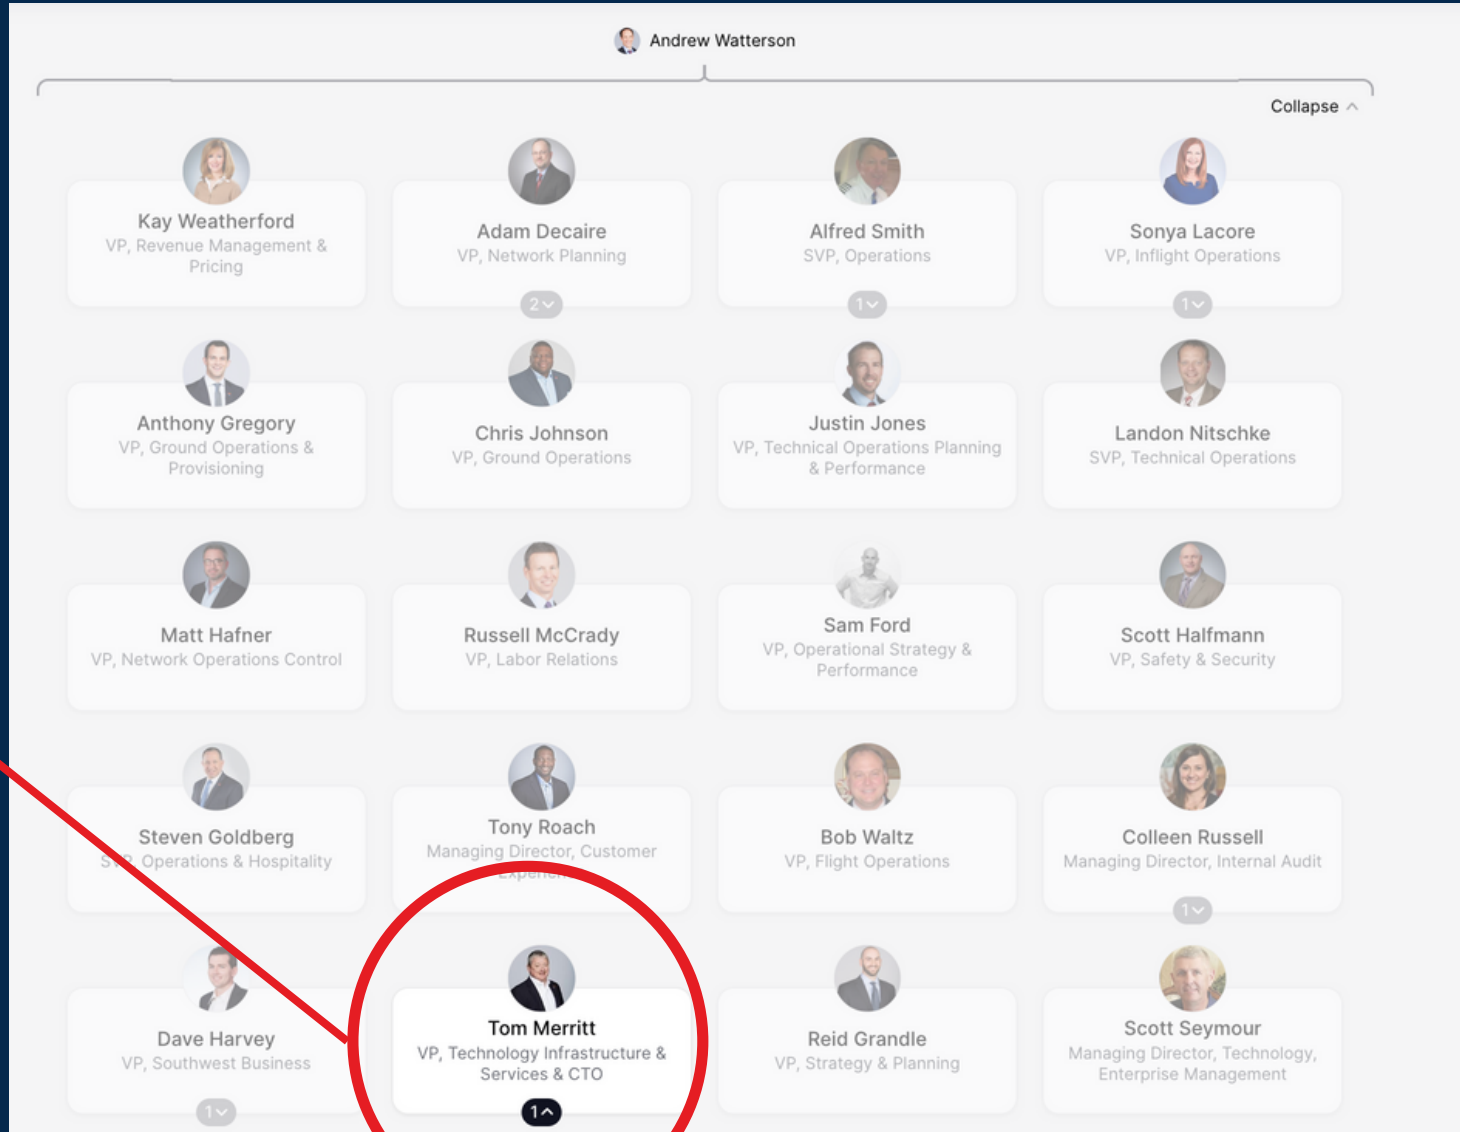 Andrew Watterson
Collapse
Kay Weatherford
VP, Revenue Management &
Pricing
Adam Decaire
VP, Network Planning
2
Alfred Smith
SVP, Operations
1
Sonya Lacore
VP, Inflight Operations
1
Anthony Gregory
VP, Ground Operations &
Provisioning
Chris Johnson
VP, Ground Operations
Justin Jones
VP, Technical Operations Planning
& Performance
Landon Nitschke
SVP, Technical Operations
Matt Hafner
VP, Network Operations Control
Russell McCrady
VP, Labor Relations
Sam Ford
VP, Operational Strategy &
Performance
Scott Halfmann
VP, Safety & Security
Steven Goldberg
SVP, Operations & Hospitality
Tony Roach
Managing Director, Customer
Experience
Bob Waltz
VP, Flight Operations
Colleen Russell
Managing Director, Internal Audit
1
Dave Harvey
VP, Southwest Business
1
Tom Merritt
VP, Technology Infrastructure &
Services & CTO
1
Reid Grandle
VP, Strategy & Planning
Scott Seymour
Managing Director, Technology,
Enterprise Management